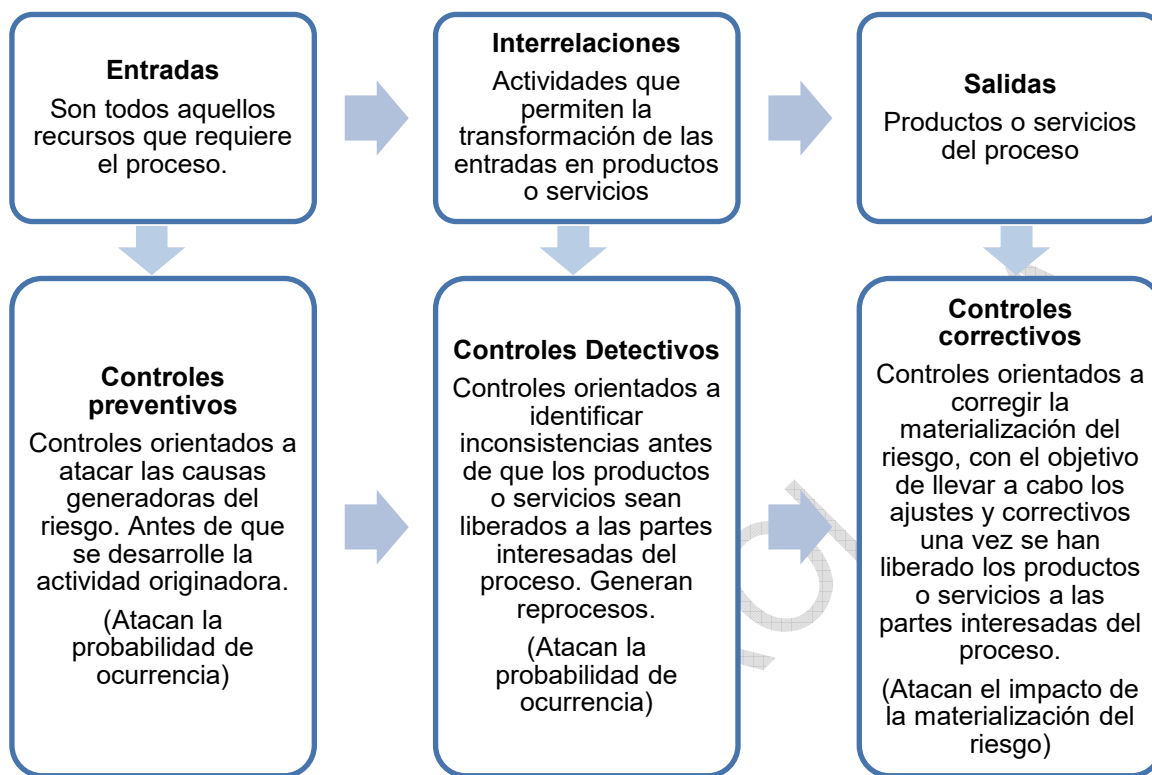 Entradas
Son todos aquellos
recursos que requiere
el proceso.
Interrelaciones
Actividades que
permiten la
transformación de las
entradas en productos
o servicios
Salidas
Productos o servicios
del proceso
Controles
preventivos
Controles orientados a
atacar las causas
generadoras del
riesgo. Antes de que
se desarrolle la
actividad originadora.
(Atacan la
probabilidad de
ocurrencia)
Controles Detectivos
Controles orientados a
identificar
inconsistencias antes
de que los productos
o servicios sean
liberados a las partes
interesadas del
proceso. Generan
reprocesos.
(Atacan la
probabilidad de
ocurrencia)
Controles
correctivos
Controles orientados a
corregir la
materialización del
riesgo, con el objetivo
de llevar a cabo los
ajustes y correctivos
una vez se han
liberado los productos
o servicios a las
partes interesadas del
proceso.
(Atacan el impacto de
la materialización del
riesgo)